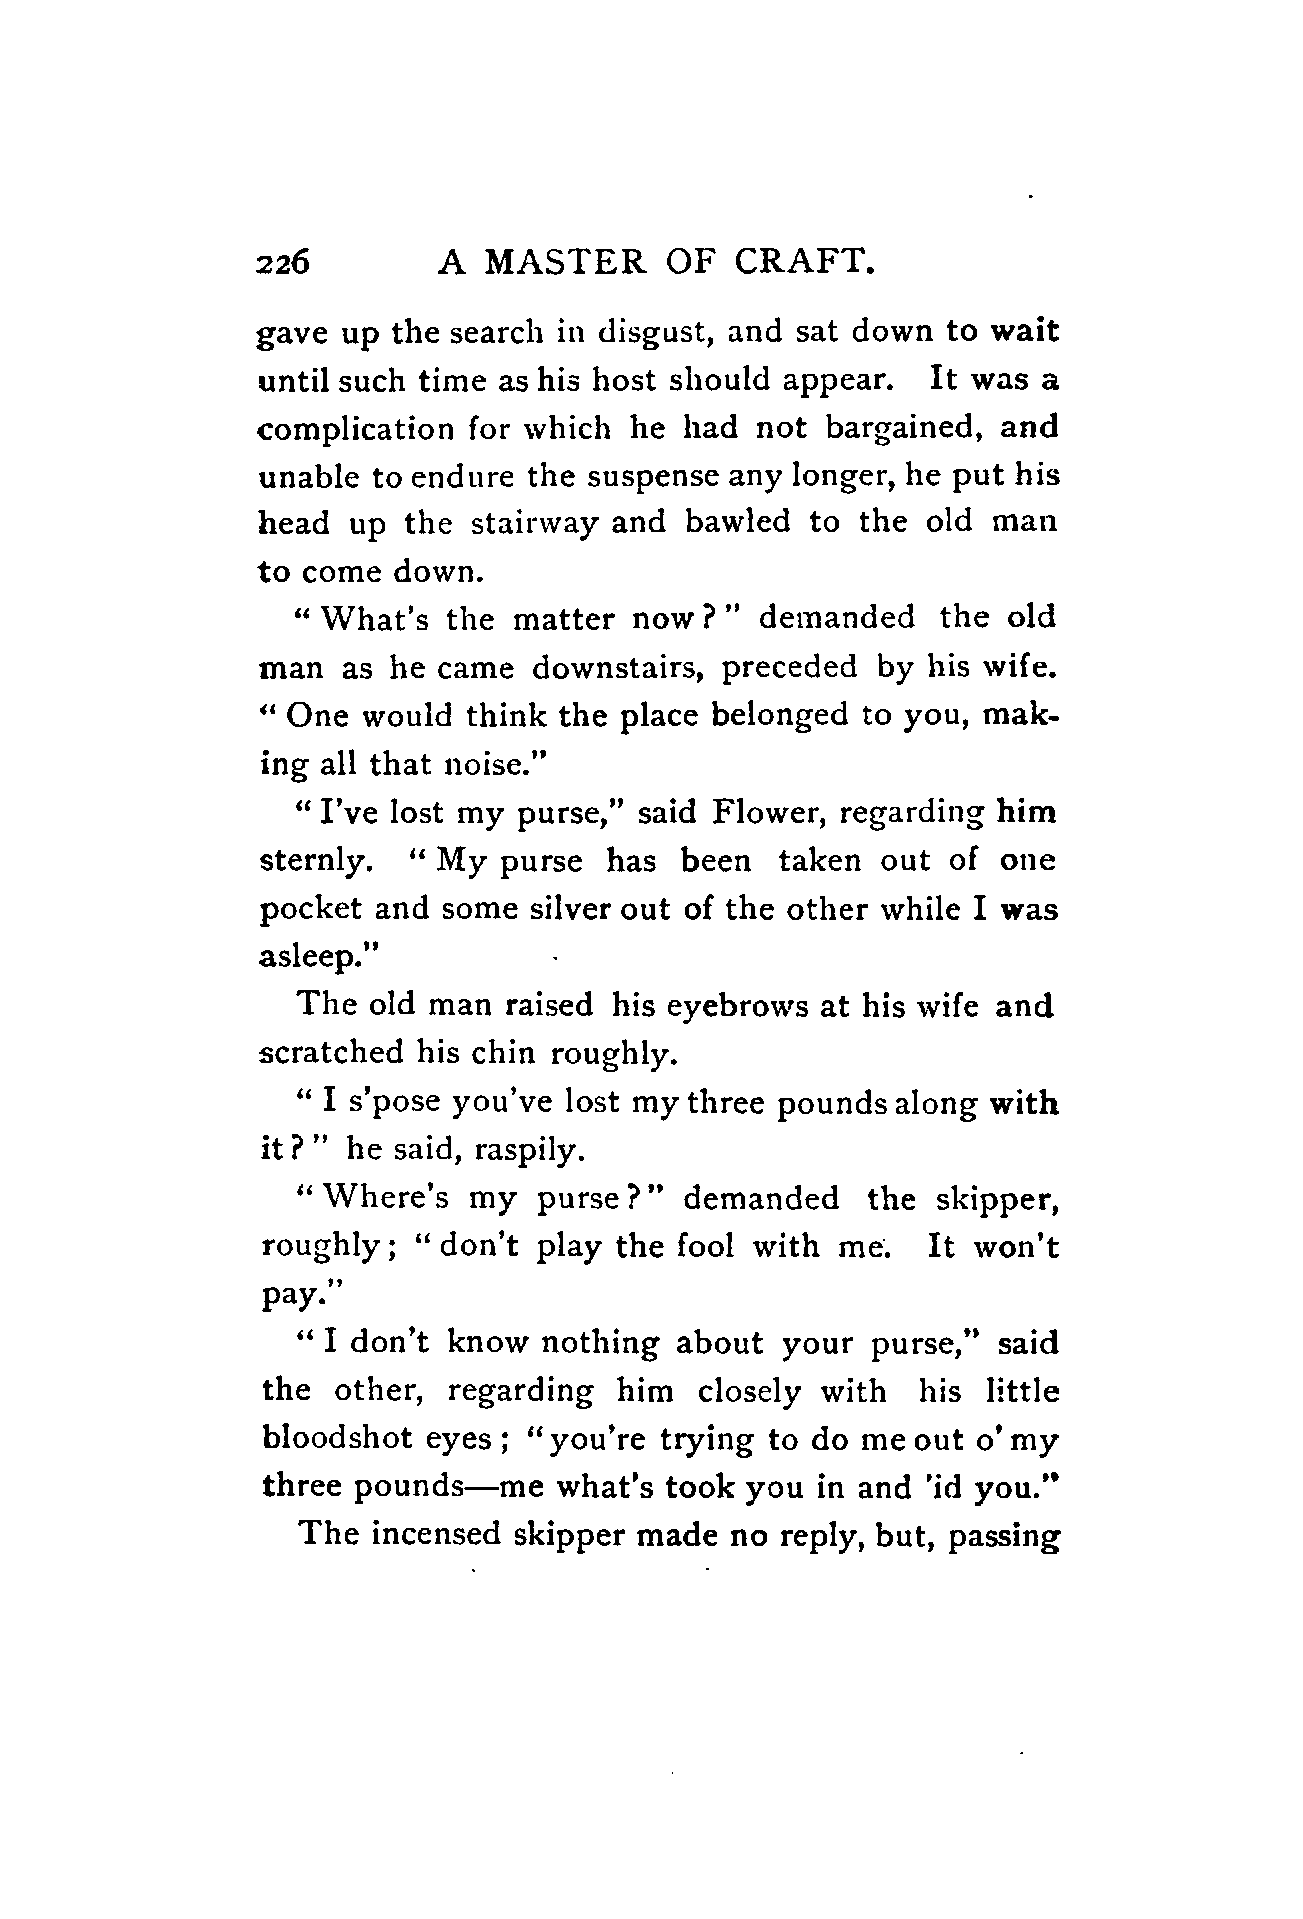 226 A MASTER OF CRAFT.
gave up the search in disgust, and sat down to wait
until such time as his host should appear. It was a
complication for which he had not bargained, and
unable to endure the suspense any longer, he put his
head up the stairway and bawled to the old man
to come down.
“What's the matter now?” demanded the old
man as he came downstairs, preceded by his wife.
“One would think the place belonged to you, mak-
ing all that noise.”
“I've lost my purse,” said Flower, regarding him
sternly. “My purse has been taken out of one
pocket and some silver out of the other while I was
asleep.”
The old man raised his eyebrows at his wife and
scratched his chin roughly.
“I s'pose you've lost my three pounds along with
it?” he said, raspily.
“Where's my purse?” demanded the skipper,
roughly; “don't play the fool with me. It won't
pay.”
“I don't know nothing about your purse,” said
the other, regarding him closely with his little
bloodshot eyes; “you're trying to do me out o' my
three pounds—me what's took you in and 'id you.”
The incensed skipper made no reply, but, passing